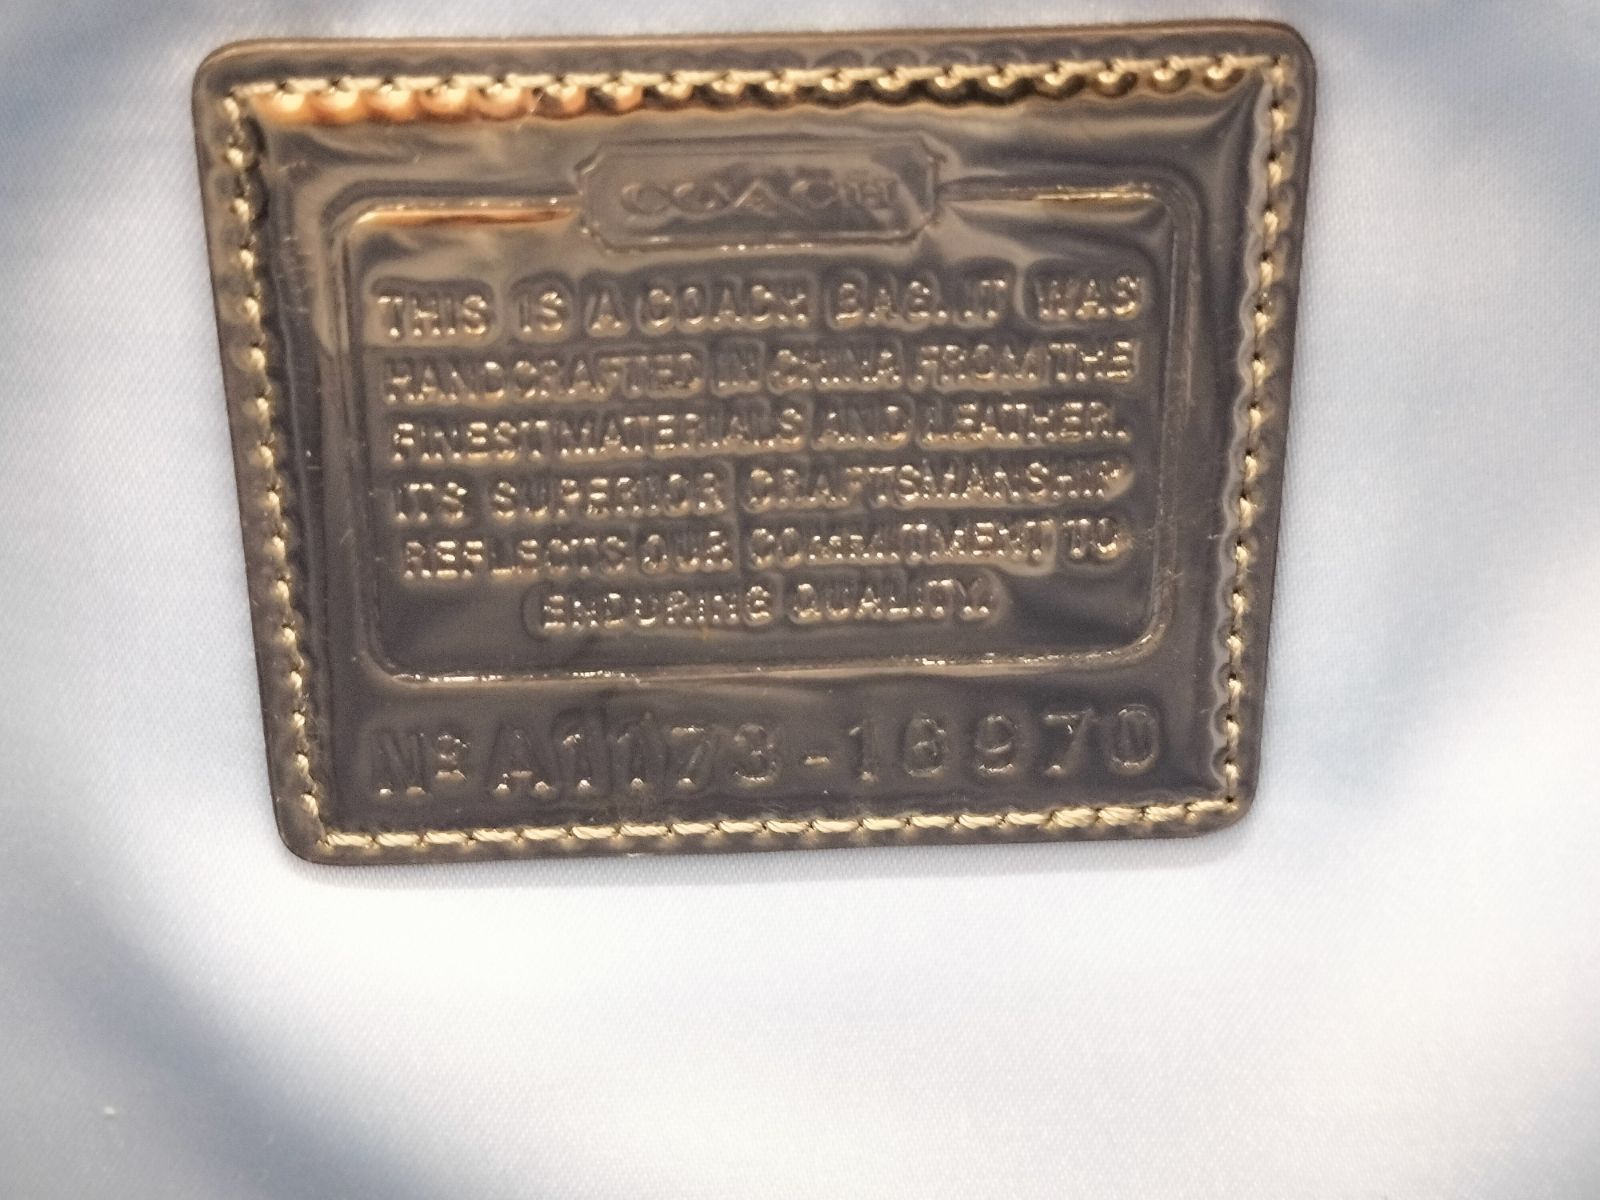 COACH
THIS IS A COACH BAG. IT WAS
HANDCRAFTED IN CHINA FROM THE
FINEST MATERIALS AND LEATHER.
ITS SUPERIOR CRAFTSMANSHIP
REFLECTS OUR COMMITMENT TO
ENDURING QUALITY.
Nº A1173-16970